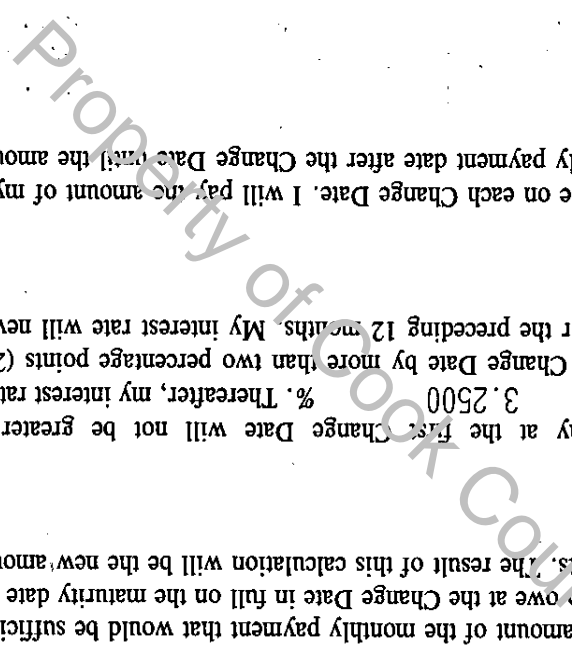 amount of the monthly payment that would be suffici
owe at the Change Date in full on the maturity date
ts. The result of this calculation will be the new amou
at the first Change Date will not be greater
3.2500 %. Thereafter, my interest rat
Change Date by more than two percentage points (2
r the preceding 12 months. My interest rate will nev
e on each Change Date. I will pay the amount of my
ly payment date after the Change Date until the amou
Property of Cook Cou